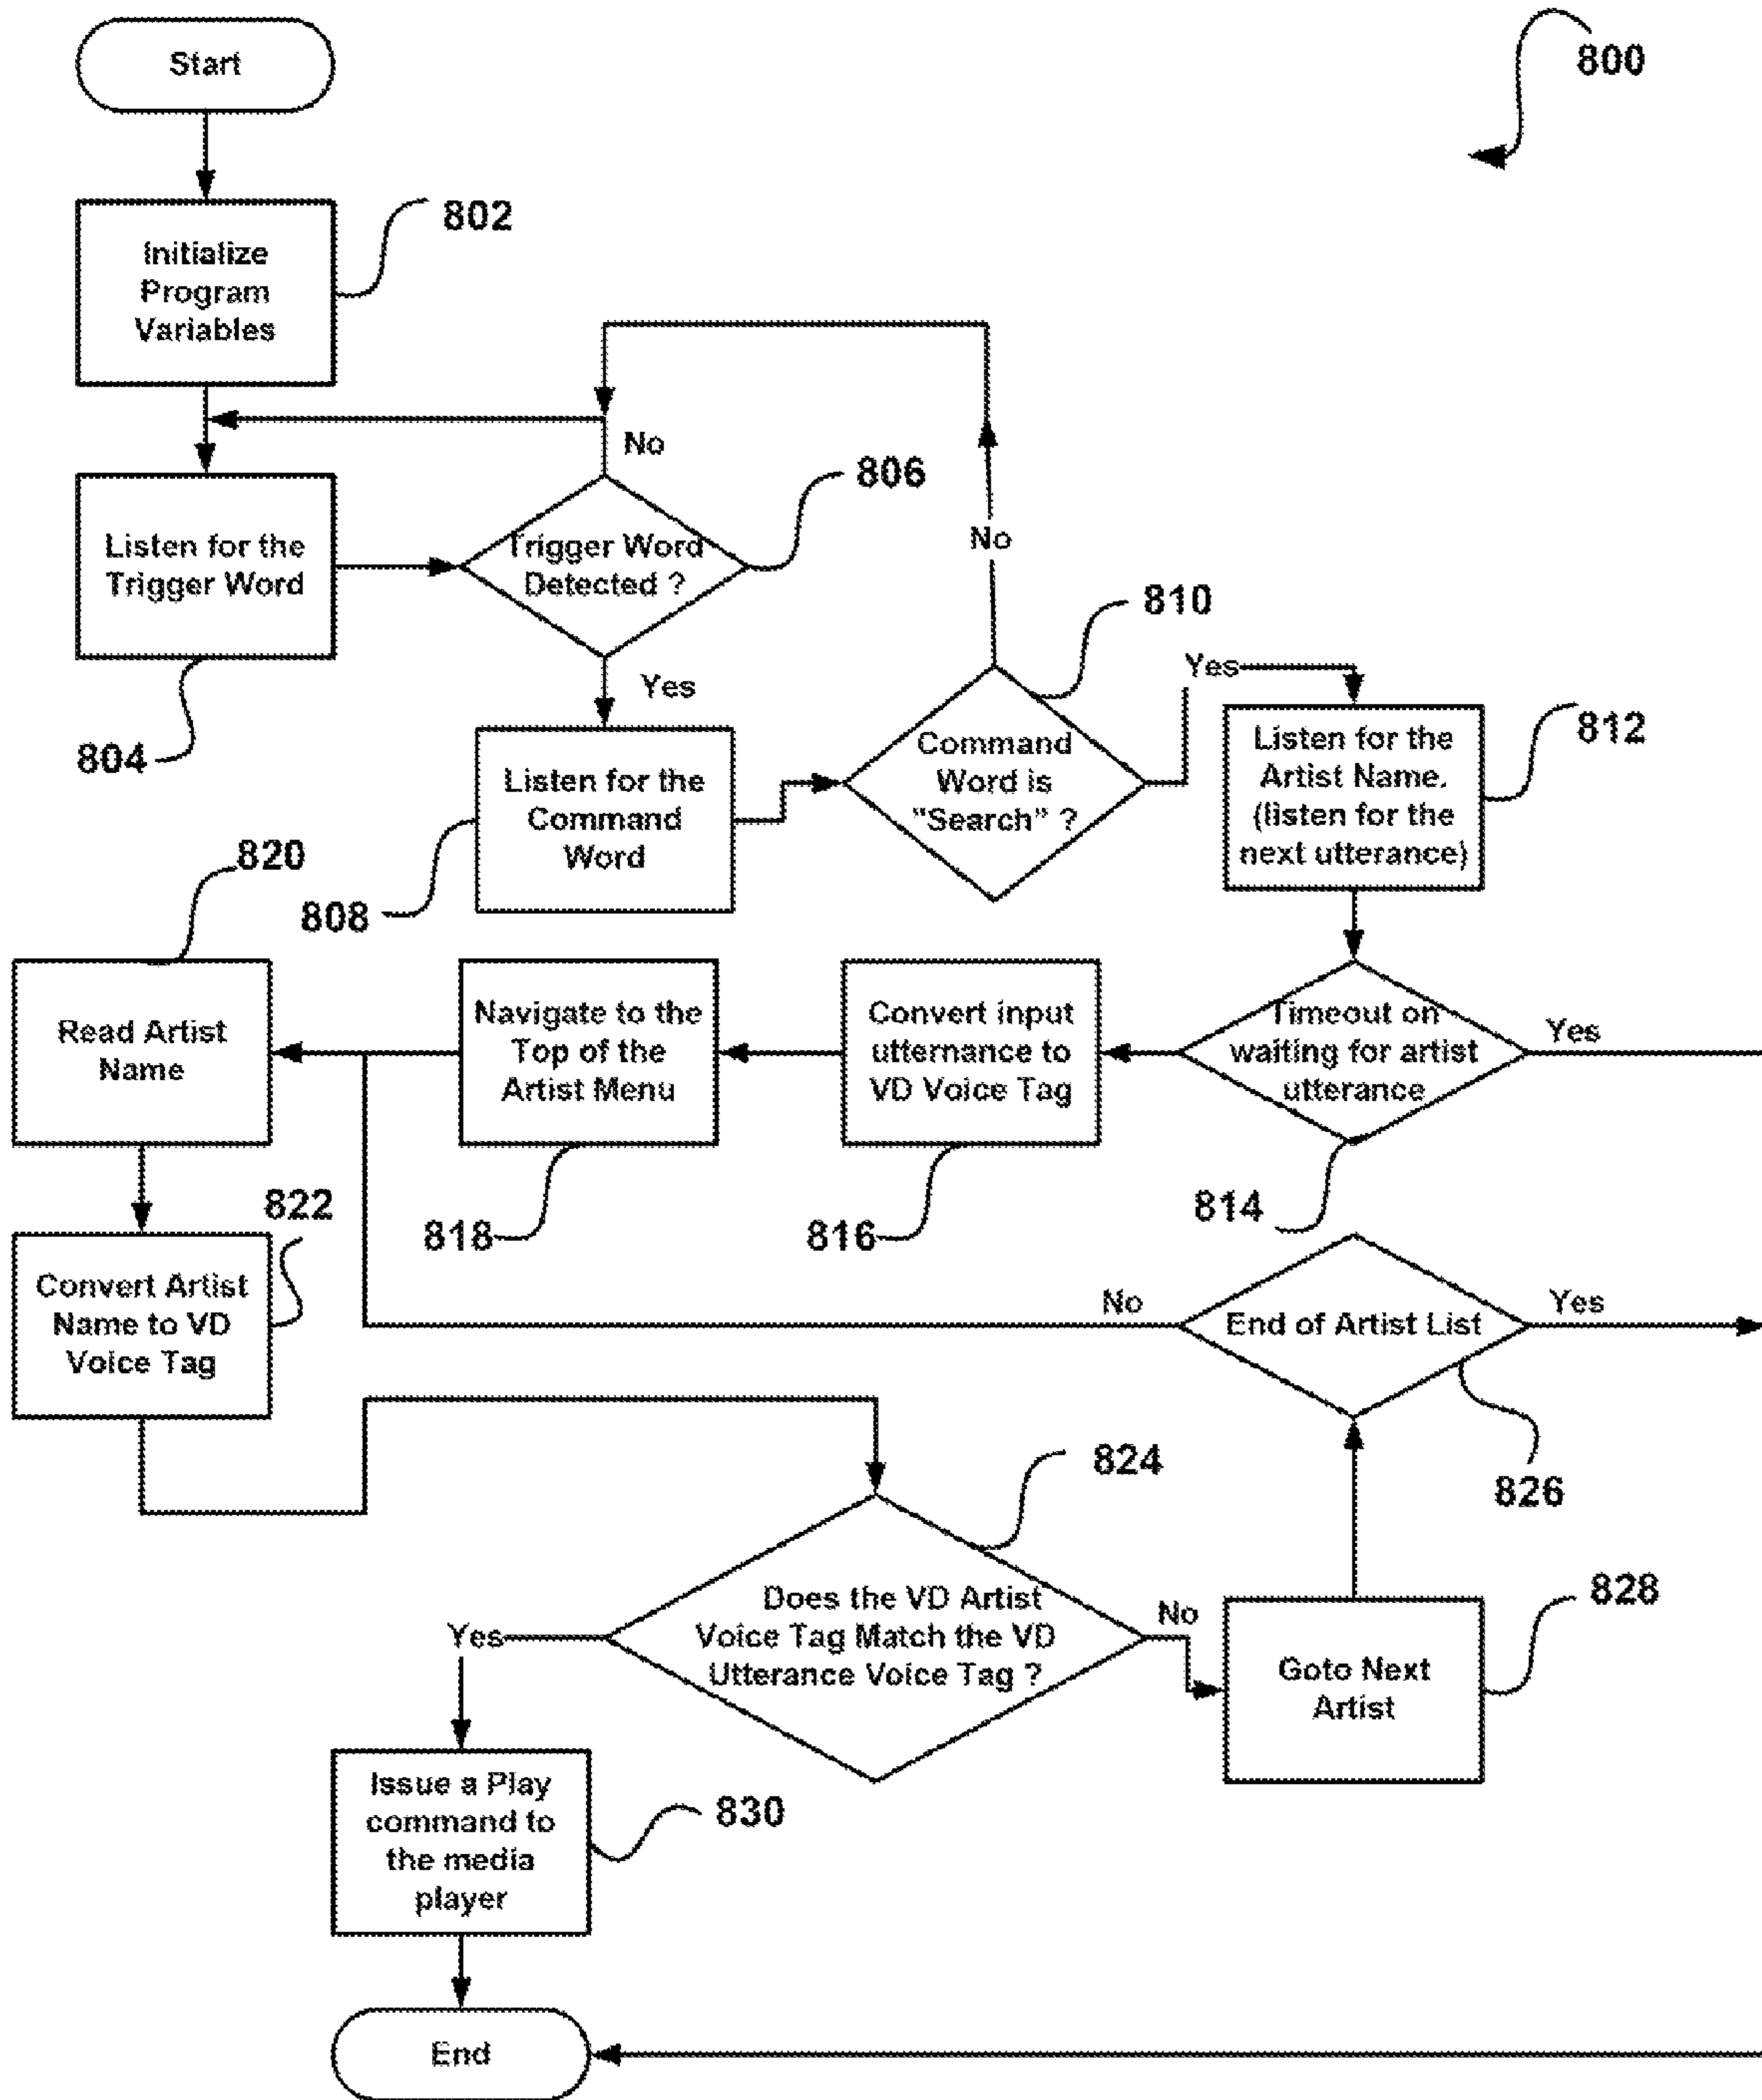 Start
800
802
Initialize
Program
Variables
No
806
Listen for the
Trigger Word
Trigger Word
Detected ?
No
810
Yes
Yes
804
812
Listen for the
Command
Word
Command
Word is
"Search" ?
Listen for the
Artist Name.
(listen for the
next utterance)
820
808
Read Artist
Name
Navigate to the
Top of the
Artist Menu
Convert input
utternance to
VD Voice Tag
Timeout on
waiting for artist
utterance
Yes
822
818
816
814
Convert Artist
Name to VD
Voice Tag
No
End of Artist List
Yes
824
826
Does the VD Artist
Voice Tag Match the VD
Utterance Voice Tag ?
Yes
No
828
Goto Next
Artist
Issue a Play
command to
the media
player
830
End